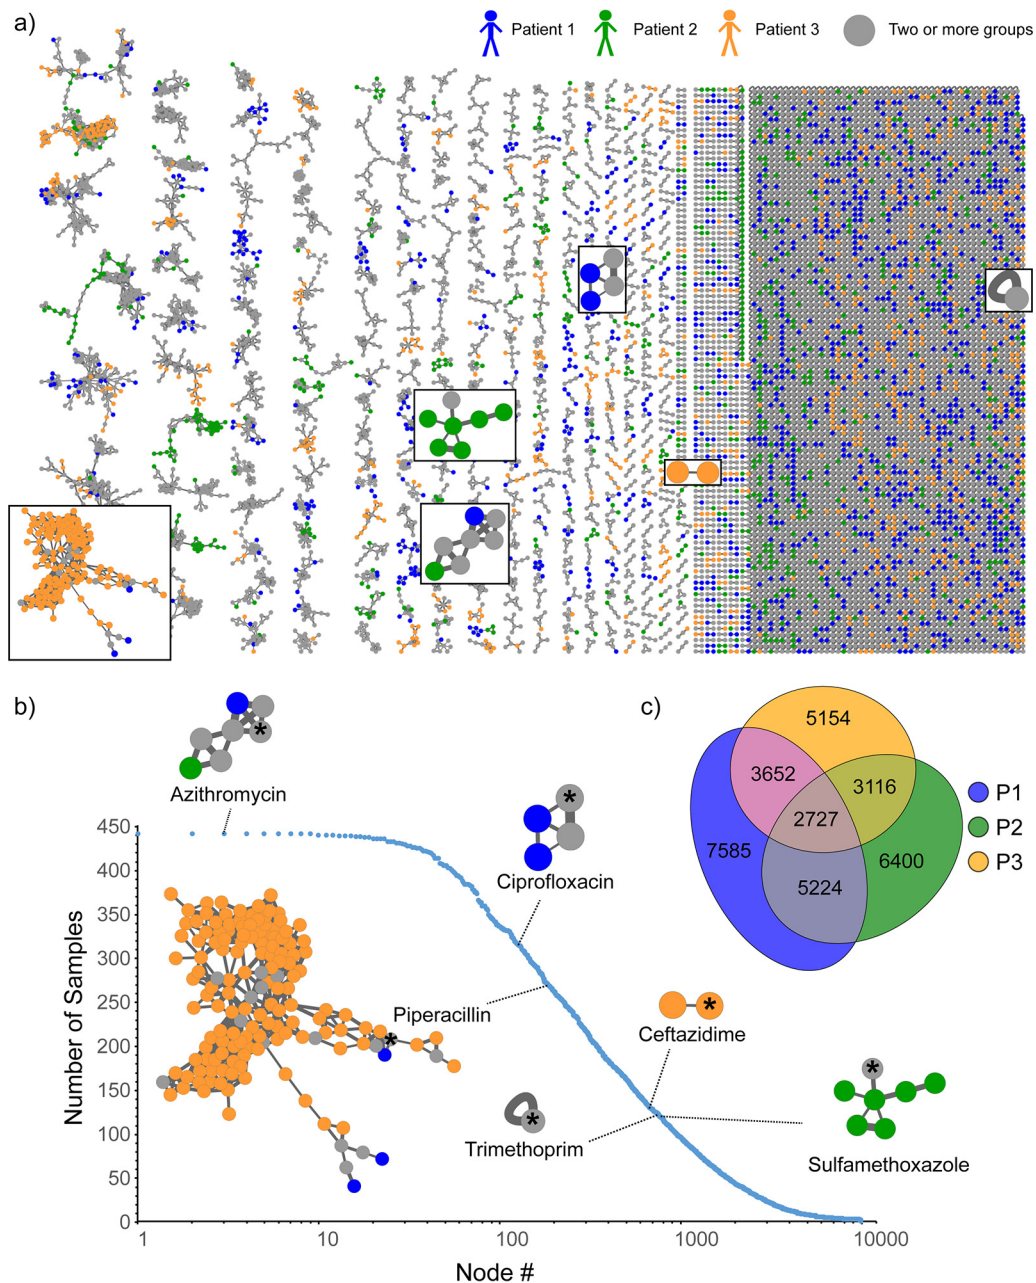 a)
Patient 1
Patient 2
Patient 3
Two or more groups
b)
*
Azithromycin
*
Ciprofloxacin
Piperacillin
*
*
Ceftazidime
*
Trimethoprim
*
Sulfamethoxazole
Number of Samples
450
400
350
300
250
200
150
100
50
0
1 10 100 1000 10000
Node #
c)
5154
3652
3116
2727
7585
6400
5224
P1
P2
P3